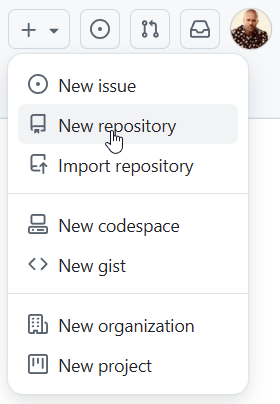 New issue
New repository
Import repository
New codespace
New gist
New organization
New project